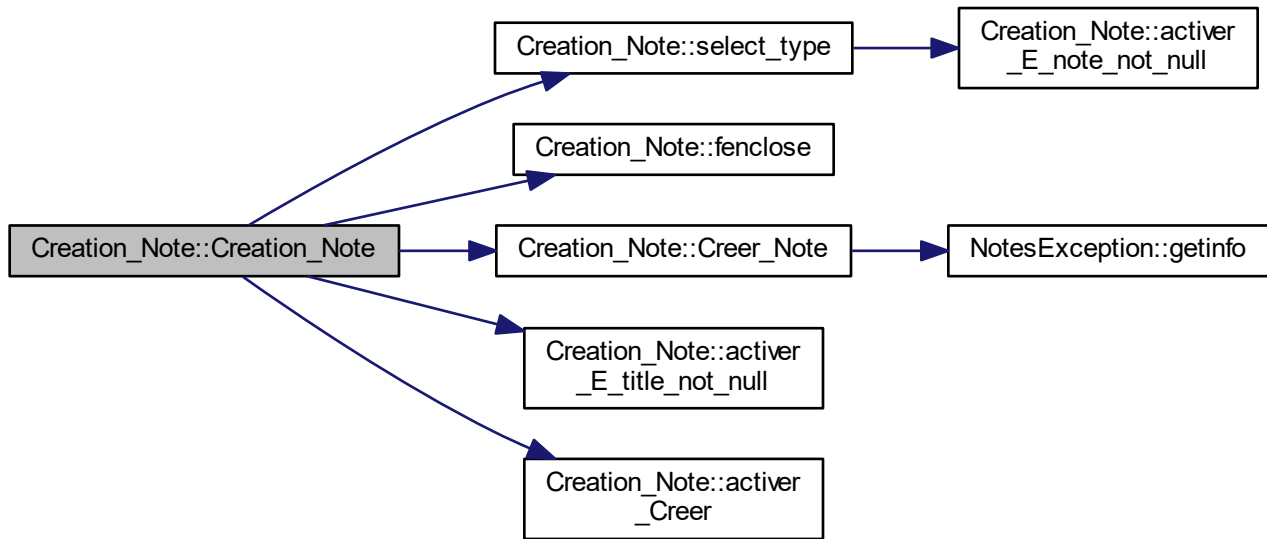 Creation_Note::select_type
Creation_Note::activer
_E_note_not_null
Creation_Note::fenclose
Creation_Note::Creation_Note
Creation_Note::Creer_Note
NotesException::getinfo
Creation_Note::activer
_E_title_not_null
Creation_Note::activer
_Creer